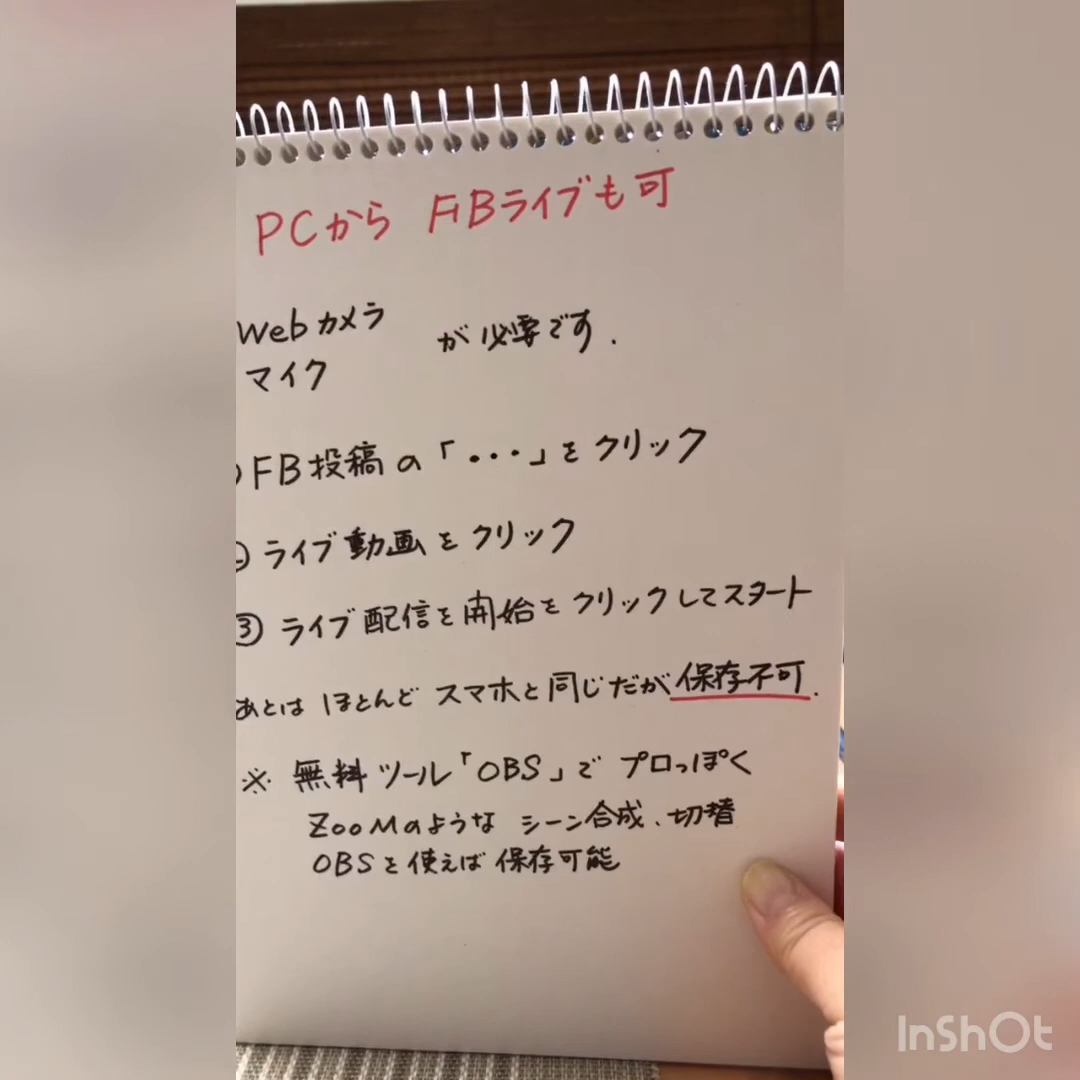 PCから FBライブも可
Webカメラ
マイク
が必要です.
① FB投稿の「・・・」をクリック
② ライブ動画をクリック
③ ライブ配信を開始をクリックしてスタート
あとは ほとんど スマホと同じだが保存不可.
※ 無料ツール「OBS」で プロっぽく
ZooMのような シーン合成、切替
OBSを使えば 保存可能
InShOt